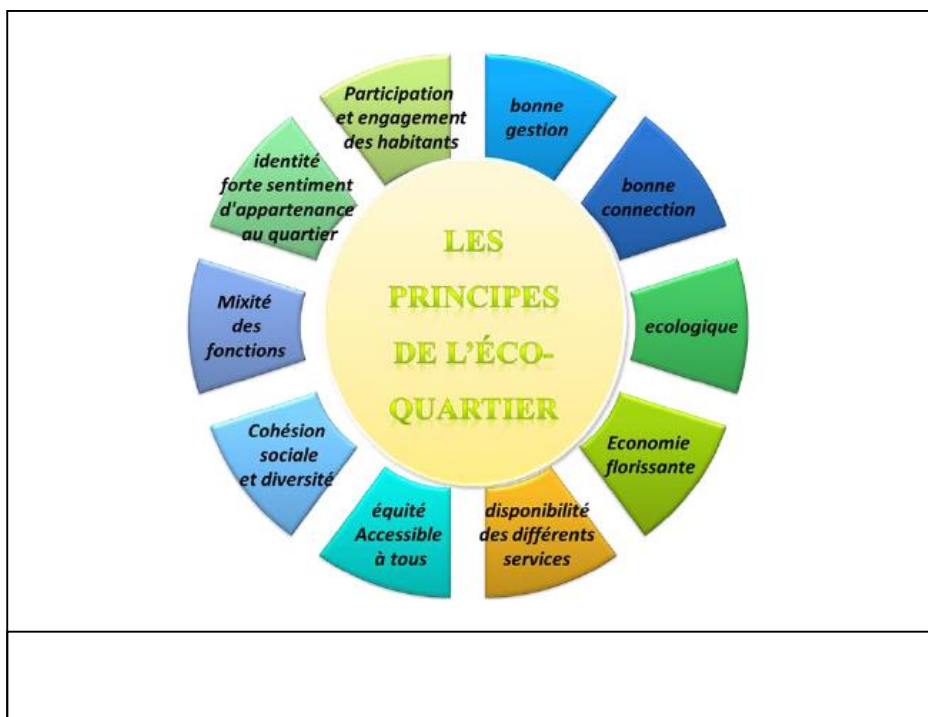 LES
PRINCIPES
DE L'ÉCO-
QUARTIER
bonne
gestion
bonne
connection
ecologique
Economie
florissante
disponibilité
des différents
services
équité
Accessible
à tous
Cohésion
sociale
et diversité
Mixité
des
fonctions
identité
forte sentiment
d'appartenance
au quartier
Participation
et engagement
des habitants